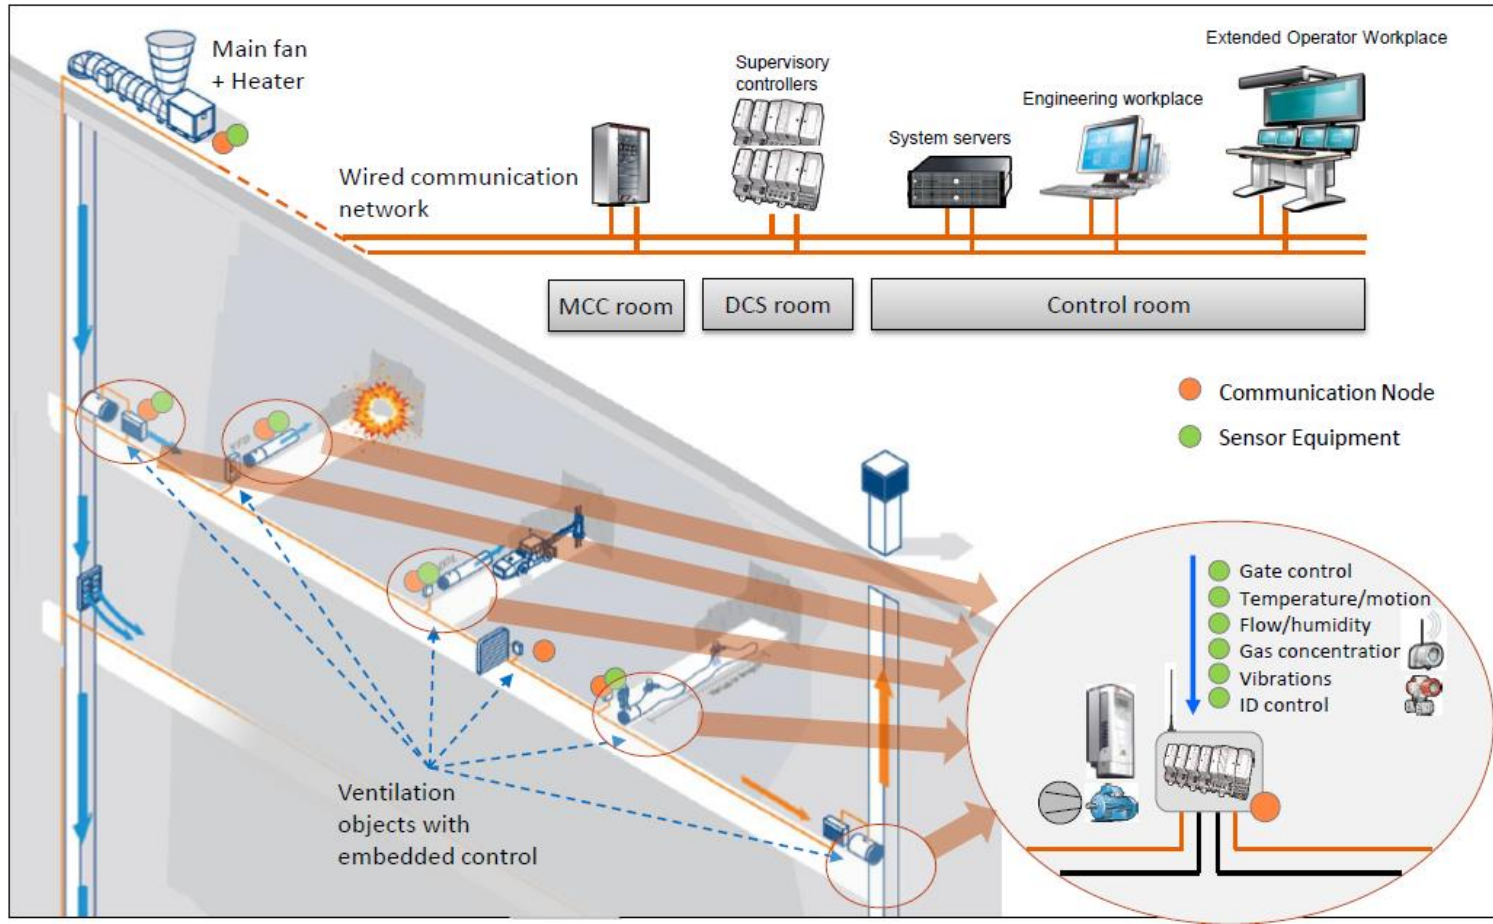 Main fan
+ Heater
Supervisory
controllers
Extended Operator Workplace
Engineering workplace
System servers
Wired communication
network
MCC room
DCS room
Control room
Communication Node
Sensor Equipment
Gate control
Temperature/motion
Flow/humidity
Gas concentration
Vibrations
ID control
Ventilation
objects with
embedded control